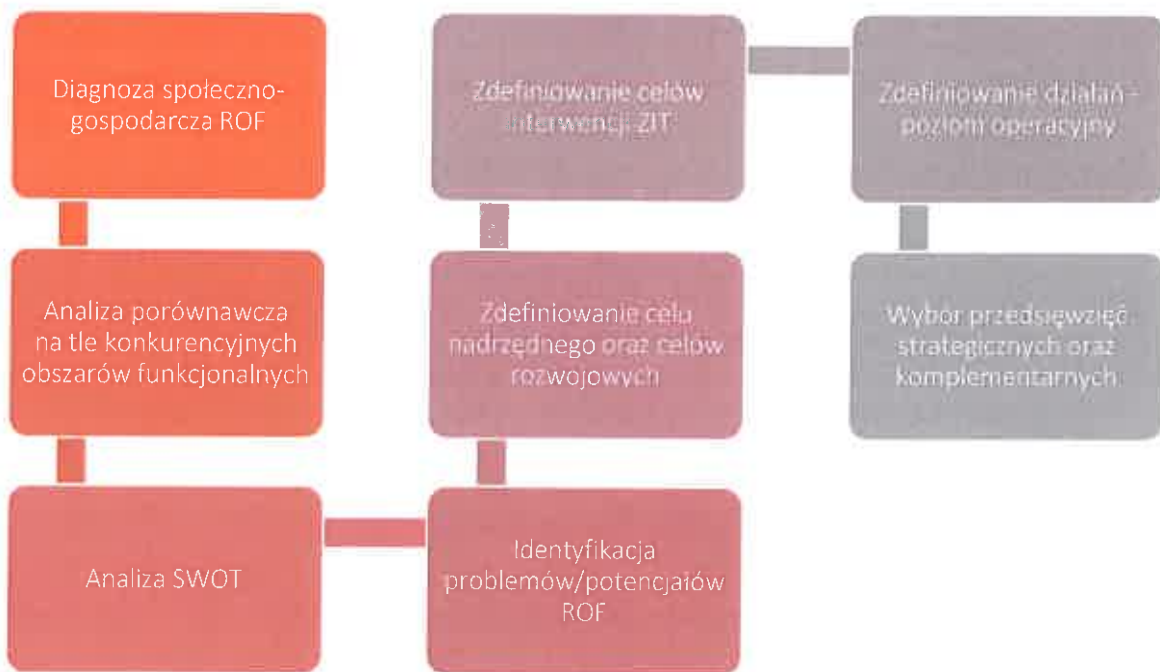 Diagnoza społeczno-
gospodarcza ROF
Analiza porównawcza
na tle konkurencyjnych
obszarów funkcjonalnych
Analiza SWOT
Identyfikacja
problemów/potencjałów
ROF
Zdefiniowanie celu
nadrzędnego oraz celów
rozwojowych
Zdefiniowanie celów
interwencji ZIT
Zdefiniowanie działań -
poziom operacyjny
Wybór przedsięwzięć
strategicznych oraz
komplementarnych